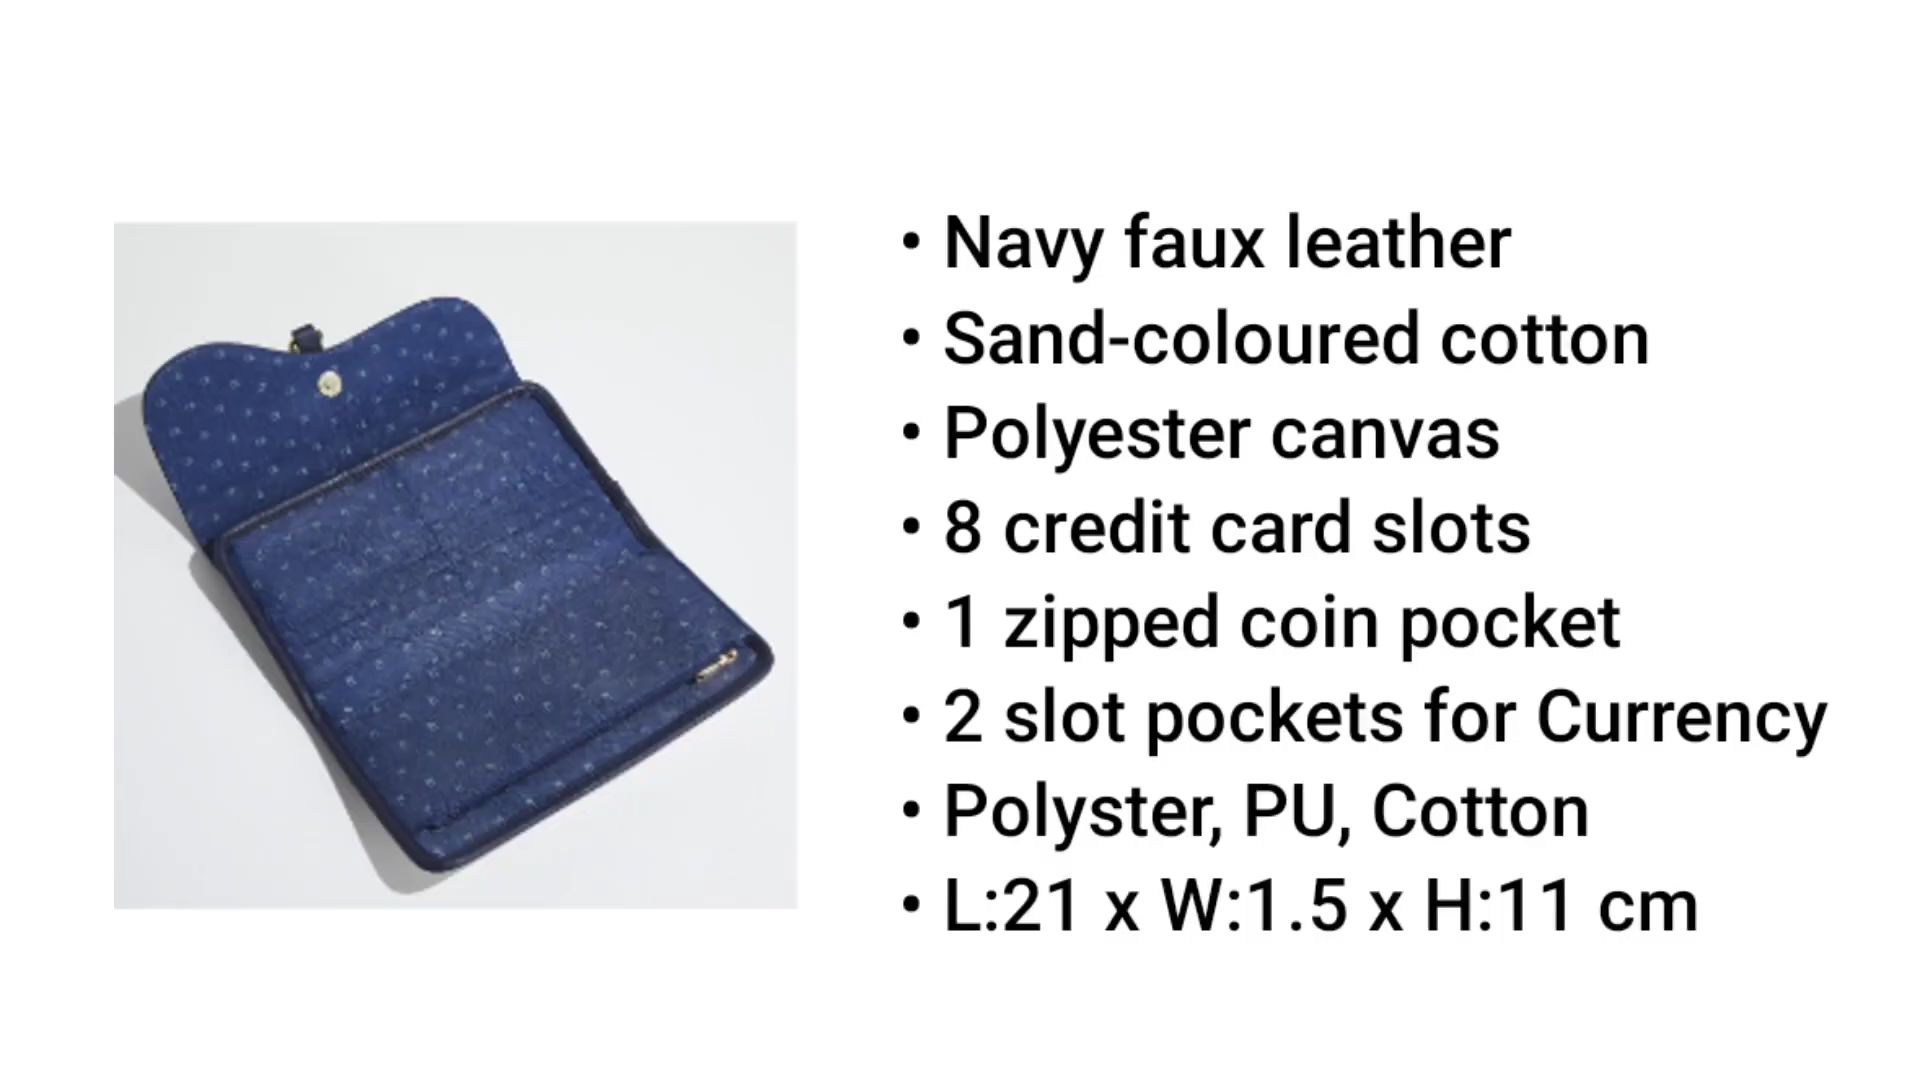 • Navy faux leather
• Sand-coloured cotton
• Polyester canvas
• 8 credit card slots
• 1 zipped coin pocket
• 2 slot pockets for Currency
• Polyster, PU, Cotton
• L:21 x W:1.5 x H:11 cm